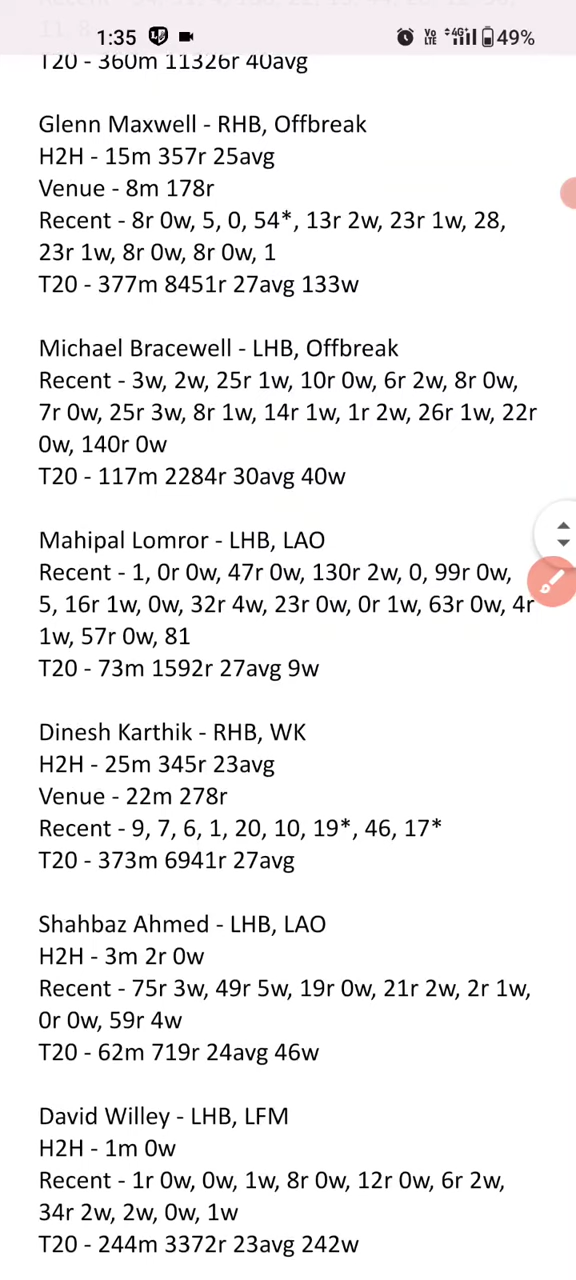 1:35
Vo LTE 4G 49%
T20 - 360m 11326r 40avg
Glenn Maxwell - RHB, Offbreak
H2H - 15m 357r 25avg
Venue - 8m 178r
Recent - 8r 0w, 5, 0, 54*, 13r 2w, 23r 1w, 28,
23r 1w, 8r 0w, 8r 0w, 1
T20 - 377m 8451r 27avg 133w
Michael Bracewell - LHB, Offbreak
Recent - 3w, 2w, 25r 1w, 10r 0w, 6r 2w, 8r 0w,
7r 0w, 25r 3w, 8r 1w, 14r 1w, 1r 2w, 26r 1w, 22r
0w, 140r 0w
T20 - 117m 2284r 30avg 40w
Mahipal Lomror - LHB, LAO
Recent - 1, 0r 0w, 47r 0w, 130r 2w, 0, 99r 0w,
5, 16r 1w, 0w, 32r 4w, 23r 0w, 0r 1w, 63r 0w, 4r
1w, 57r 0w, 81
T20 - 73m 1592r 27avg 9w
Dinesh Karthik - RHB, WK
H2H - 25m 345r 23avg
Venue - 22m 278r
Recent - 9, 7, 6, 1, 20, 10, 19*, 46, 17*
T20 - 373m 6941r 27avg
Shahbaz Ahmed - LHB, LAO
H2H - 3m 2r 0w
Recent - 75r 3w, 49r 5w, 19r 0w, 21r 2w, 2r 1w,
0r 0w, 59r 4w
T20 - 62m 719r 24avg 46w
David Willey - LHB, LFM
H2H - 1m 0w
Recent - 1r 0w, 0w, 1w, 8r 0w, 12r 0w, 6r 2w,
34r 2w, 2w, 0w, 1w
T20 - 244m 3372r 23avg 242w